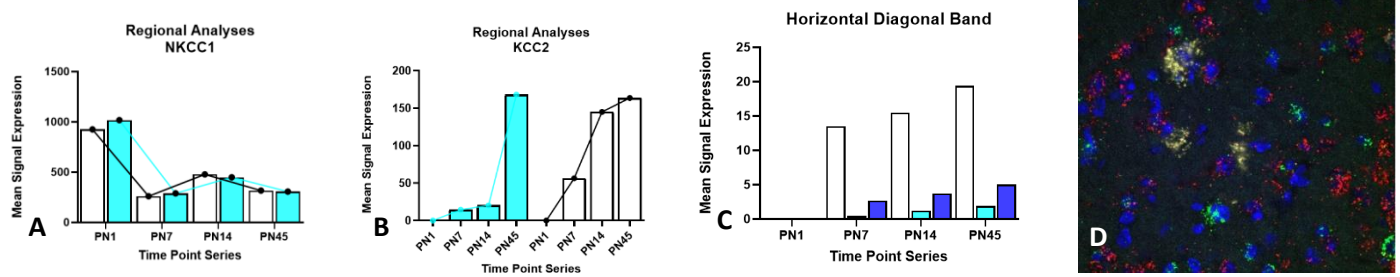 Regional Analyses
NKCC1
Mean Signal Expression
1500
1000
500
0
PN1 PN7 PN14 PN45
Time Point Series
A
Regional Analyses
KCC2
Mean Signal Expression
200
150
100
50
0
PN1 PN7 PN14 PN45 PN1 PN7 PN14 PN45
Time Point Series
B
Horizontal Diagonal Band
Mean Signal Expression
25
20
15
10
5
0
PN1 PN7 PN14 PN45
Time Point Series
C
D